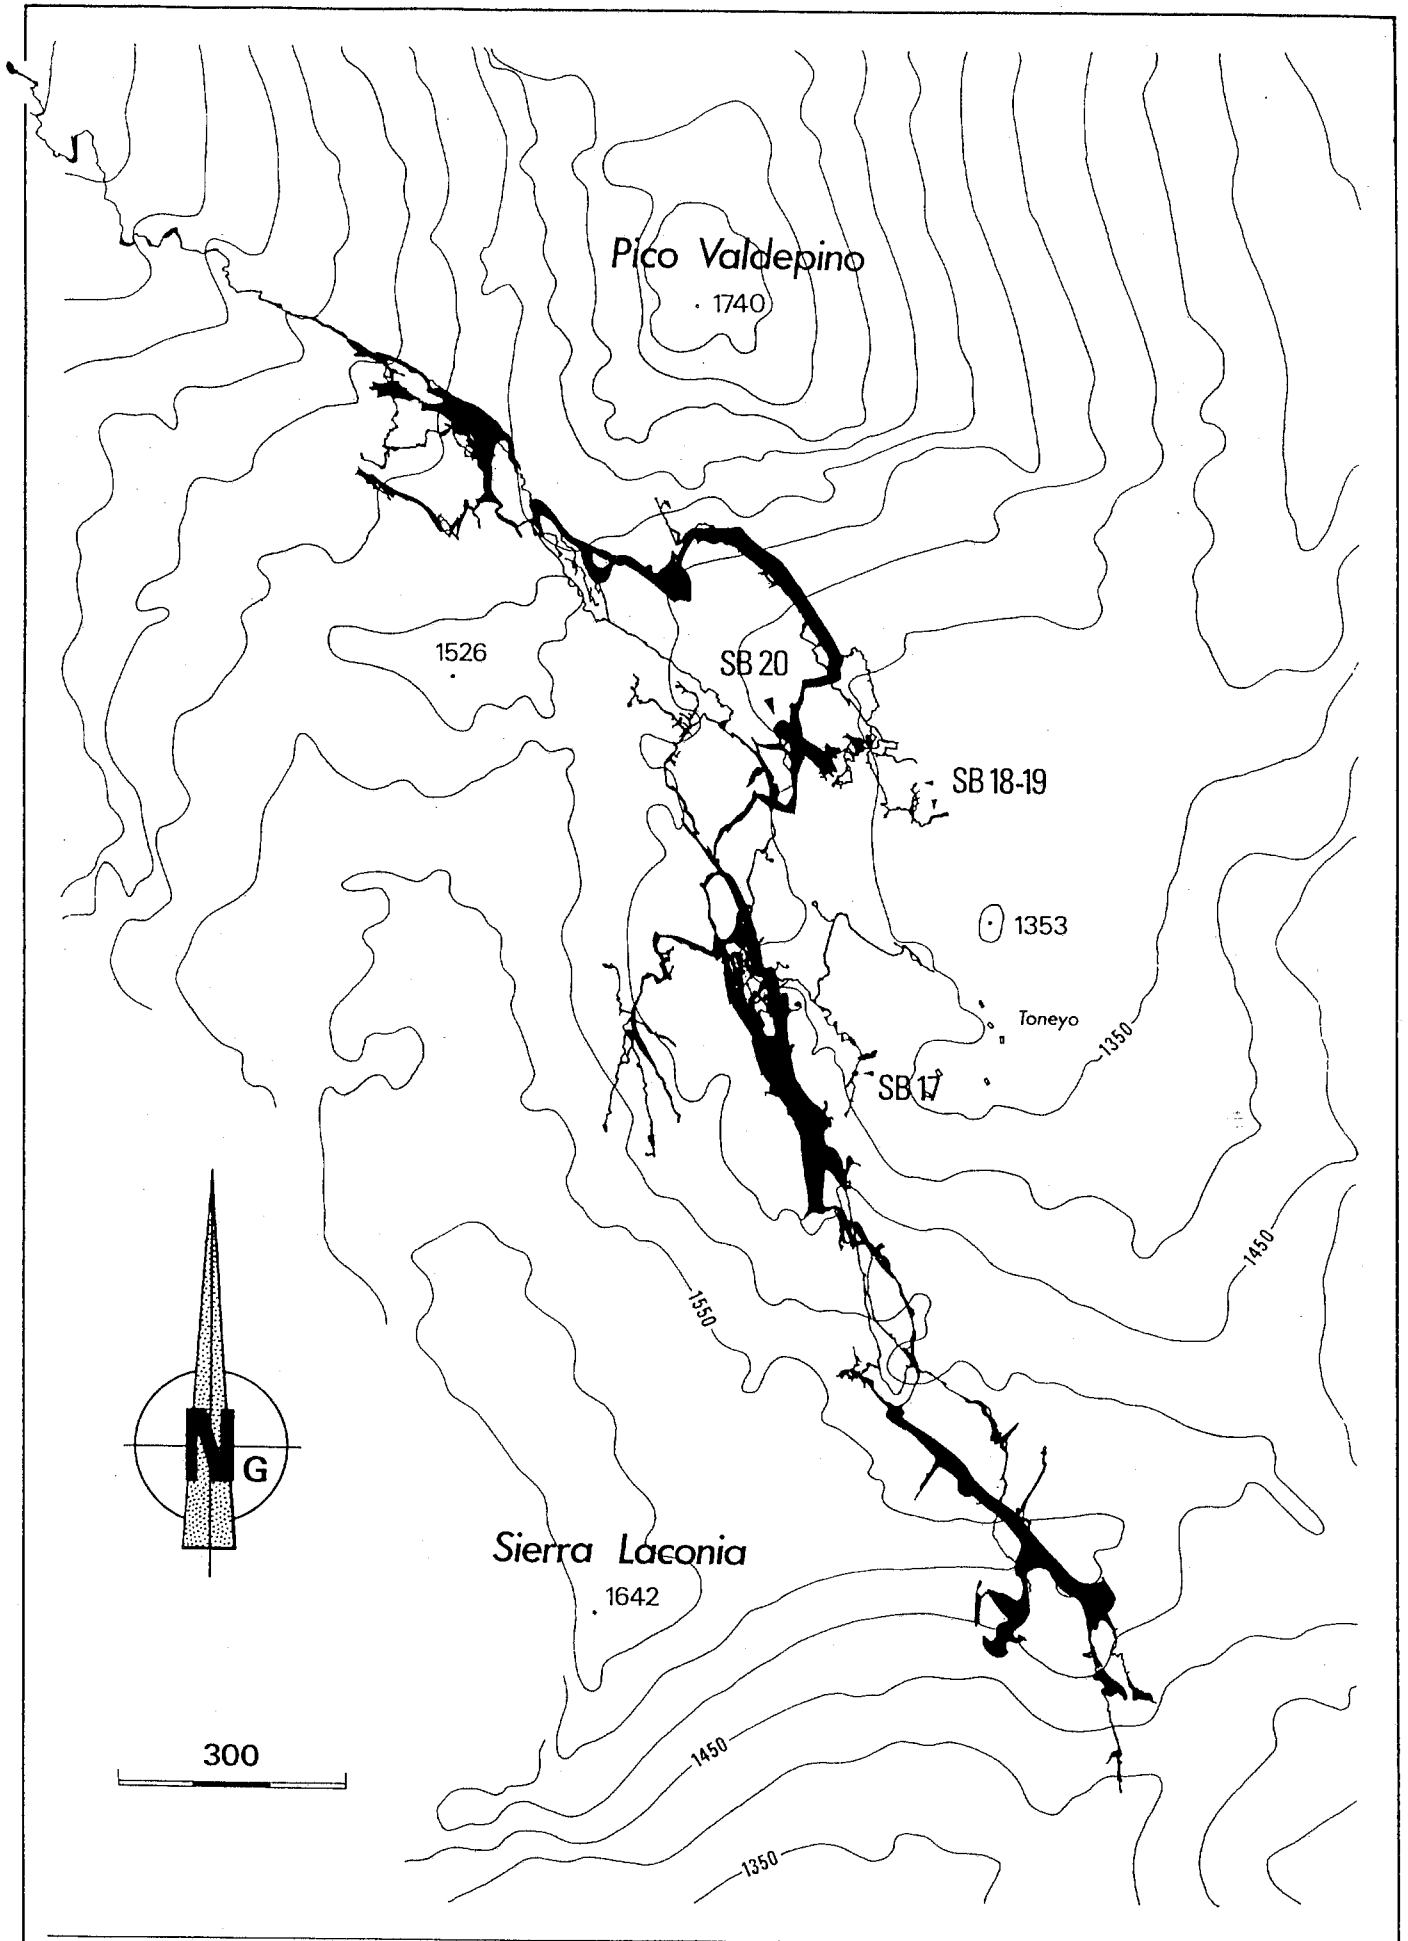 Pico Valdepino
1740
1526
SB 20
SB 18-19
1353
Toneyo
1350
SB 17
1450
1550
N
G
Sierra Laconia
1642
300
1450
1350